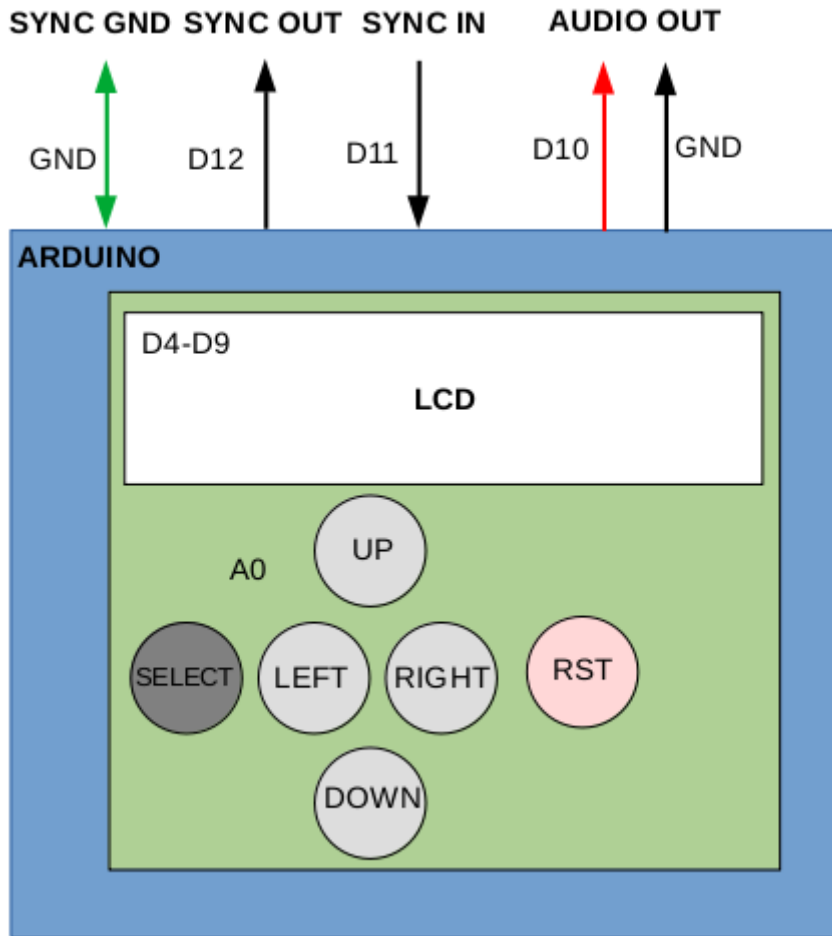 SYNC GND SYNC OUT SYNC IN AUDIO OUT
GND D12 D11 D10 GND
ARDUINO
D4-D9
LCD
UP
A0
SELECT LEFT RIGHT RST
DOWN